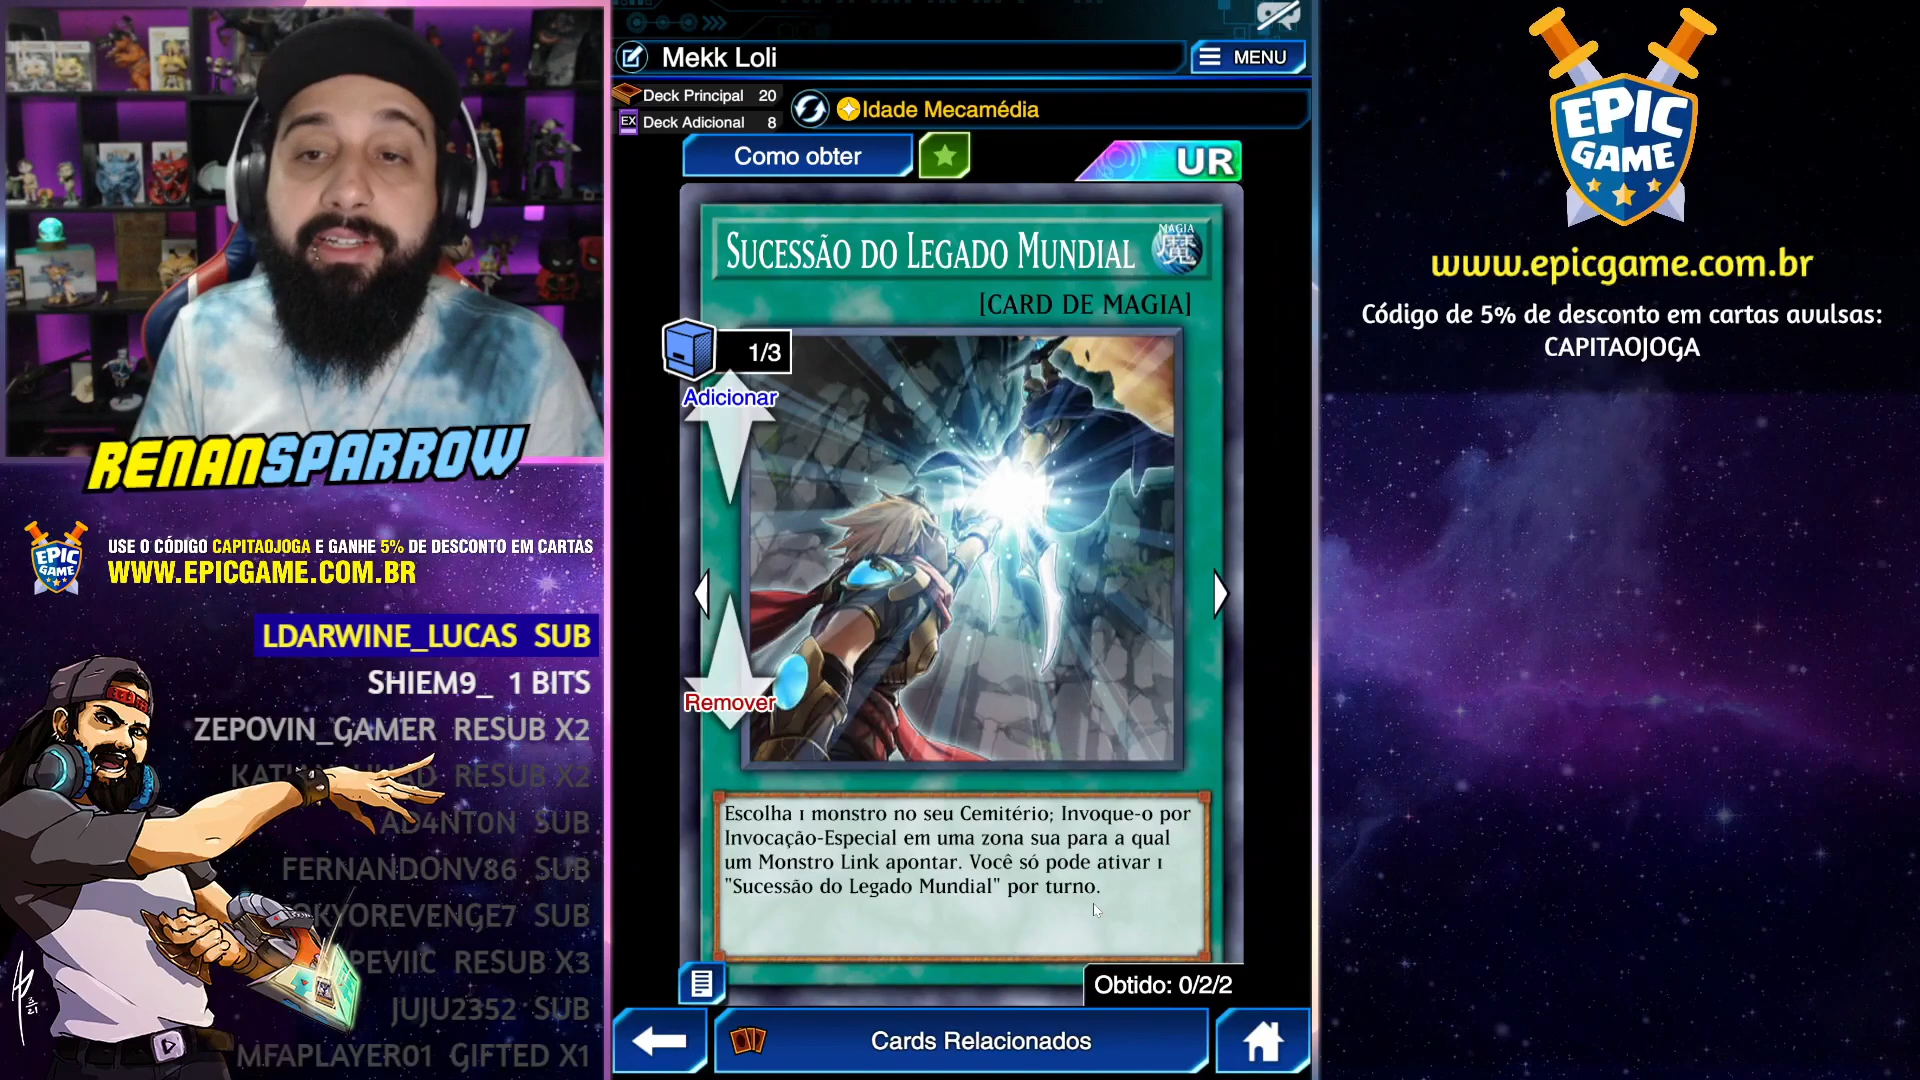 RENANSPARROW
EPIC
GAME
USE O CÓDIGO CAPITAOJOGA E GANHE 5% DE DESCONTO EM CARTAS
WWW.EPICGAME.COM.BR
LDARWINE_LUCAS SUB
SHIEM9_ 1 BITS
ZEPOVIN_GAMER RESUB X2
RESUB X2
AD4NT0N SUB
FERNANDONV86 SUB
OKYOREVENGE7 SUB
PEVIIC RESUB X3
JUJU2352 SUB
MFAPLAYER01 GIFTED X1
Mekk Loli
MENU
Deck Principal 20
EX Deck Adicional 8
Idade Mecamédia
Como obter
UR
SUCESSÃO DO LEGADO MUNDIAL
MAGIA
魔
[CARD DE MAGIA]
1/3
Adicionar
Remover
Escolha 1 monstro no seu Cemitério; Invoque-o por
Invocação-Especial em uma zona sua para a qual
um Monstro Link apontar. Você só pode ativar 1
"Sucessão do Legado Mundial" por turno.
Obtido: 0/2/2
Cards Relacionados
EPIC
GAME
www.epicgame.com.br
Código de 5% de desconto em cartas avulsas:
CAPITAOJOGA